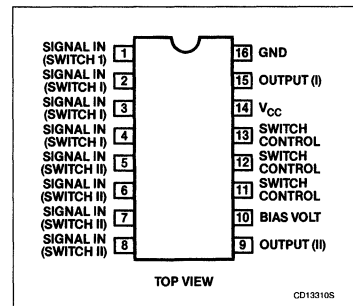 SIGNAL IN
(SWITCH 1) 1
SIGNAL IN
(SWITCH I) 2
SIGNAL IN
(SWITCH I) 3
SIGNAL IN
(SWITCH I) 4
SIGNAL IN
(SWITCH II) 5
SIGNAL IN
(SWITCH II) 6
SIGNAL IN
(SWITCH II) 7
SIGNAL IN
(SWITCH II) 8
16 GND
15 OUTPUT (I)
14 VCC
13 SWITCH
CONTROL
12 SWITCH
CONTROL
11 SWITCH
CONTROL
10 BIAS VOLT
9 OUTPUT (II)
TOP VIEW
CD13310S